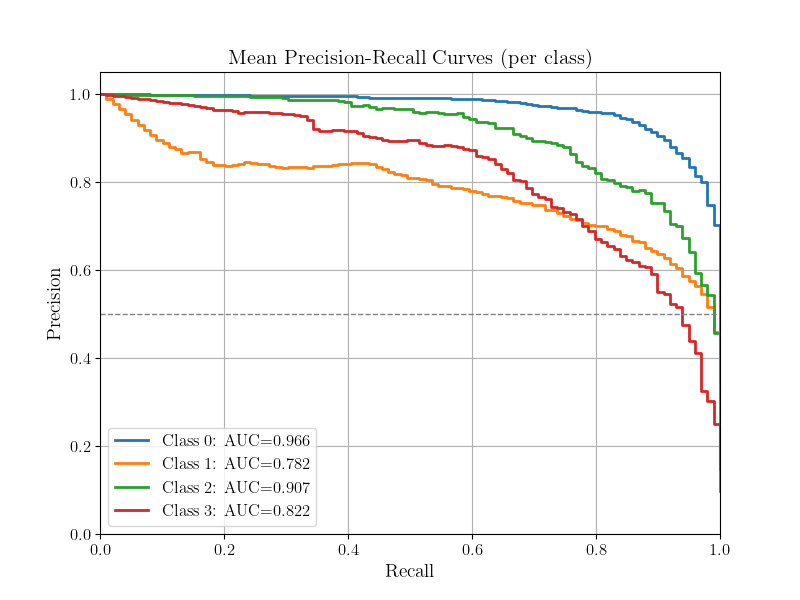 Mean Precision-Recall Curves (per class)
Precision
1.0
0.8
0.6
0.4
0.2
0.0
Class 0: AUC=0.966
Class 1: AUC=0.782
Class 2: AUC=0.907
Class 3: AUC=0.822
0.0 0.2 0.4 0.6 0.8 1.0
Recall